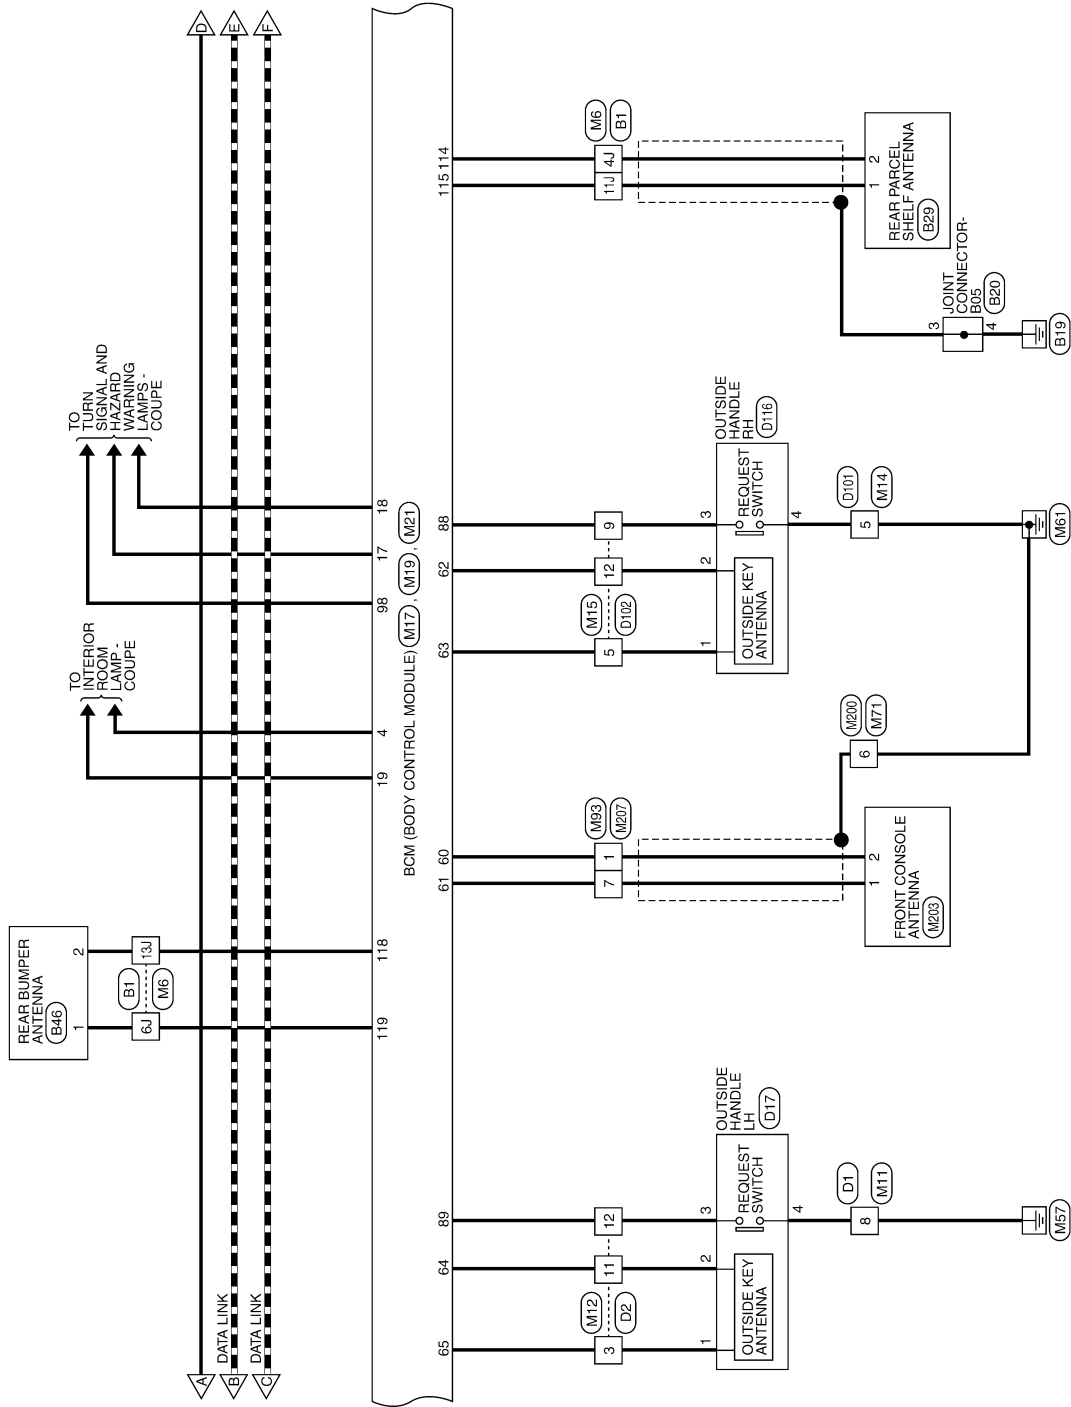 A
B
C
DATA LINK
DATA LINK
D
E
F
REAR BUMPER
ANTENNA
B46
1
2
6J
B1
M6
13J
TO
INTERIOR
ROOM
LAMP -
COUPE
TO
TURN
SIGNAL AND
HAZARD
WARNING
LAMPS -
COUPE
119
118
19
4
98
17
18
BCM (BODY CONTROL MODULE) M17 , M19 , M21
65
64
89
61
60
63
62
88
115
114
3
M12
D2
11
12
7
1
M93
M207
5
M15
D102
12
9
11J
4J
M6
B1
1
2
3
OUTSIDE
HANDLE
LH
D17
OUTSIDE KEY
ANTENNA
REQUEST
SWITCH
4
8
D1
M11
M57
1
2
FRONT CONSOLE
ANTENNA
M203
6
M200
M71
1
2
3
OUTSIDE
HANDLE
RH
D116
OUTSIDE KEY
ANTENNA
REQUEST
SWITCH
4
5
D101
M14
M61
1
2
REAR PARCEL
SHELF ANTENNA
B29
3
JOINT
CONNECTOR-
B05
B20
4
B19